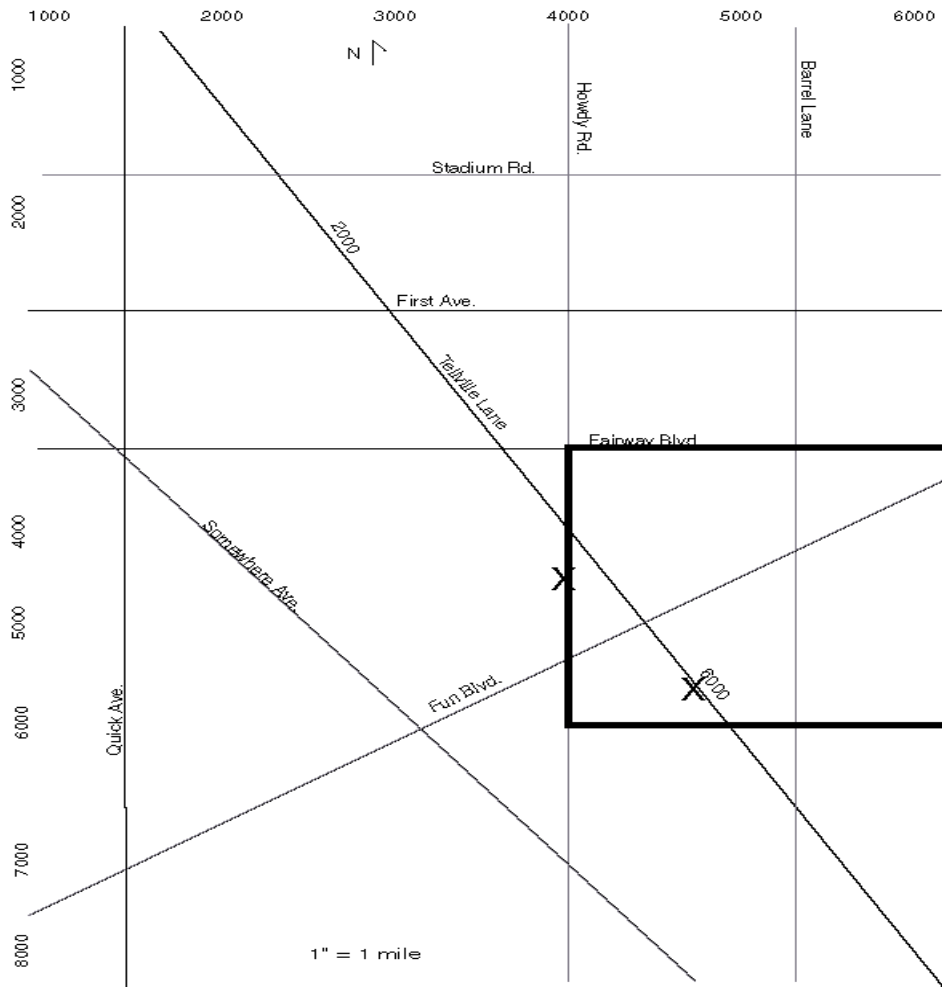 1000 2000 3000 4000 5000 6000
N
1000
2000
3000
4000
5000
6000
7000
8000
Howdy Rd.
Barrel Lane
Stadium Rd.
2000
First Ave.
Tellville Lane
Fairway Blvd
Somewhere Ave.
X
Quick Ave.
Fun Blvd.
X
6000
1" = 1 mile